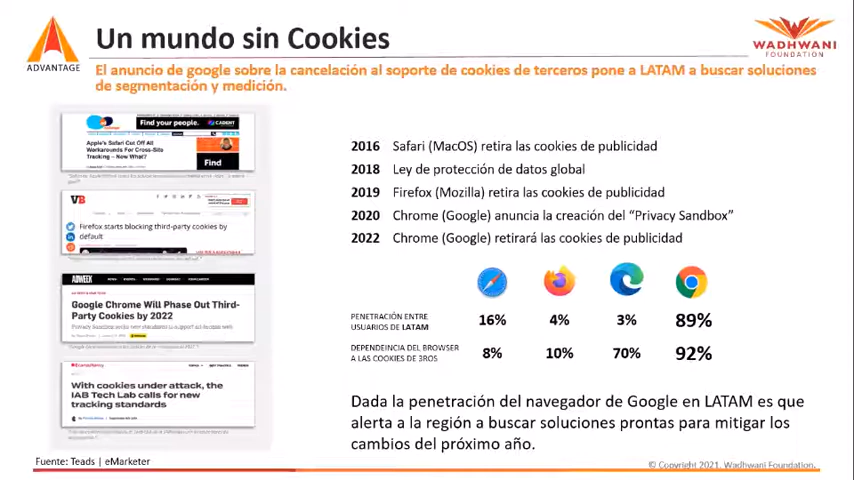 ADVANTAGE
Un mundo sin Cookies
WADHWANI
FOUNDATION
El anuncio de google sobre la cancelación al soporte de cookies de terceros pone a LATAM a buscar soluciones
de segmentación y medición.
Find your people.
CADENT
Apple's Safari Cut Off All
Workarounds For Cross-Site
Tracking – Now What?
Find
VB
Firefox starts blocking third-party cookies by
default
ADWEEK
Google Chrome Will Phase Out Third-
Party Cookies by 2022
With cookies under attack, the
IAB Tech Lab calls for new
tracking standards
2016 Safari (MacOS) retira las cookies de publicidad
2018 Ley de protección de datos global
2019 Firefox (Mozilla) retira las cookies de publicidad
2020 Chrome (Google) anuncia la creación del “Privacy Sandbox”
2022 Chrome (Google) retirará las cookies de publicidad
PENETRACIÓN ENTRE
USUARIOS DE LATAM
16% 4% 3% 89%
DEPENDEINCIA DEL BROWSER
A LAS COOKIES DE 3ROS
8% 10% 70% 92%
Dada la penetración del navegador de Google en LATAM es que
alerta a la región a buscar soluciones prontas para mitigar los
cambios del próximo año.
Fuente: Teads | eMarketer
© Copyright 2021. Wadhwani Foundation.